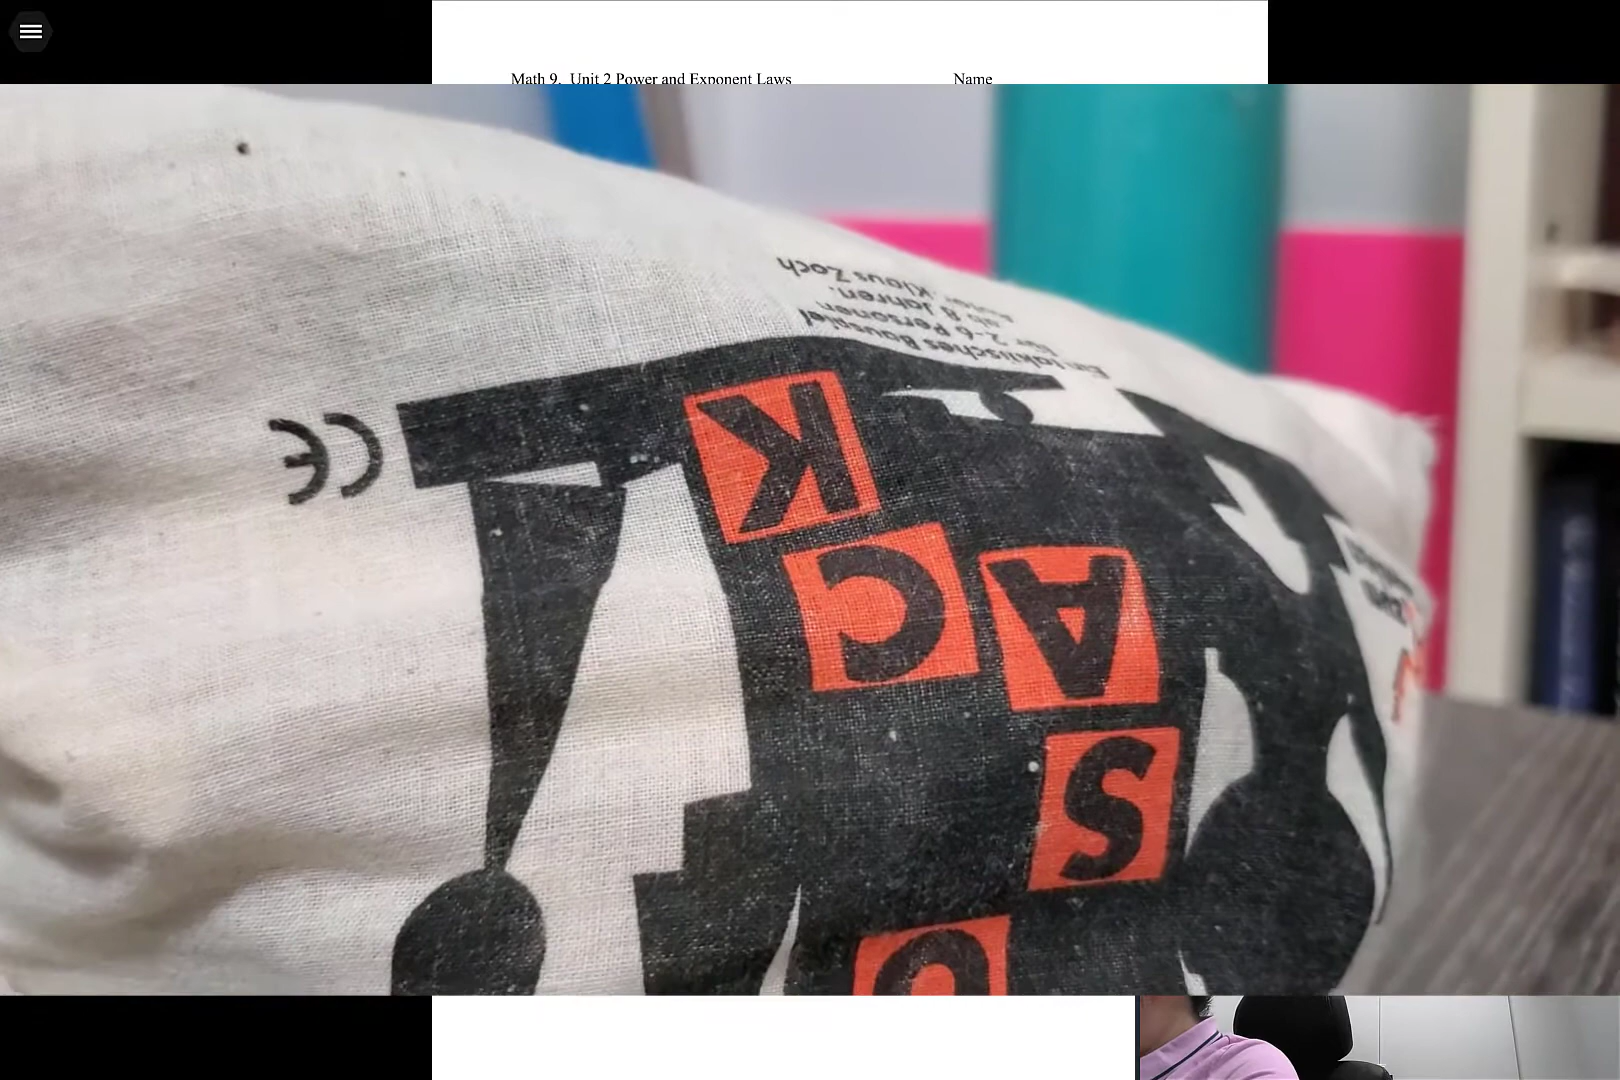 Math 9. Unit 2 Power and Exponent Laws
Name
CE
U
S
A
C
K
taktisches Bauspiel
für 2-6 Personen
ab 8 Jahren.
Klaus Zoch